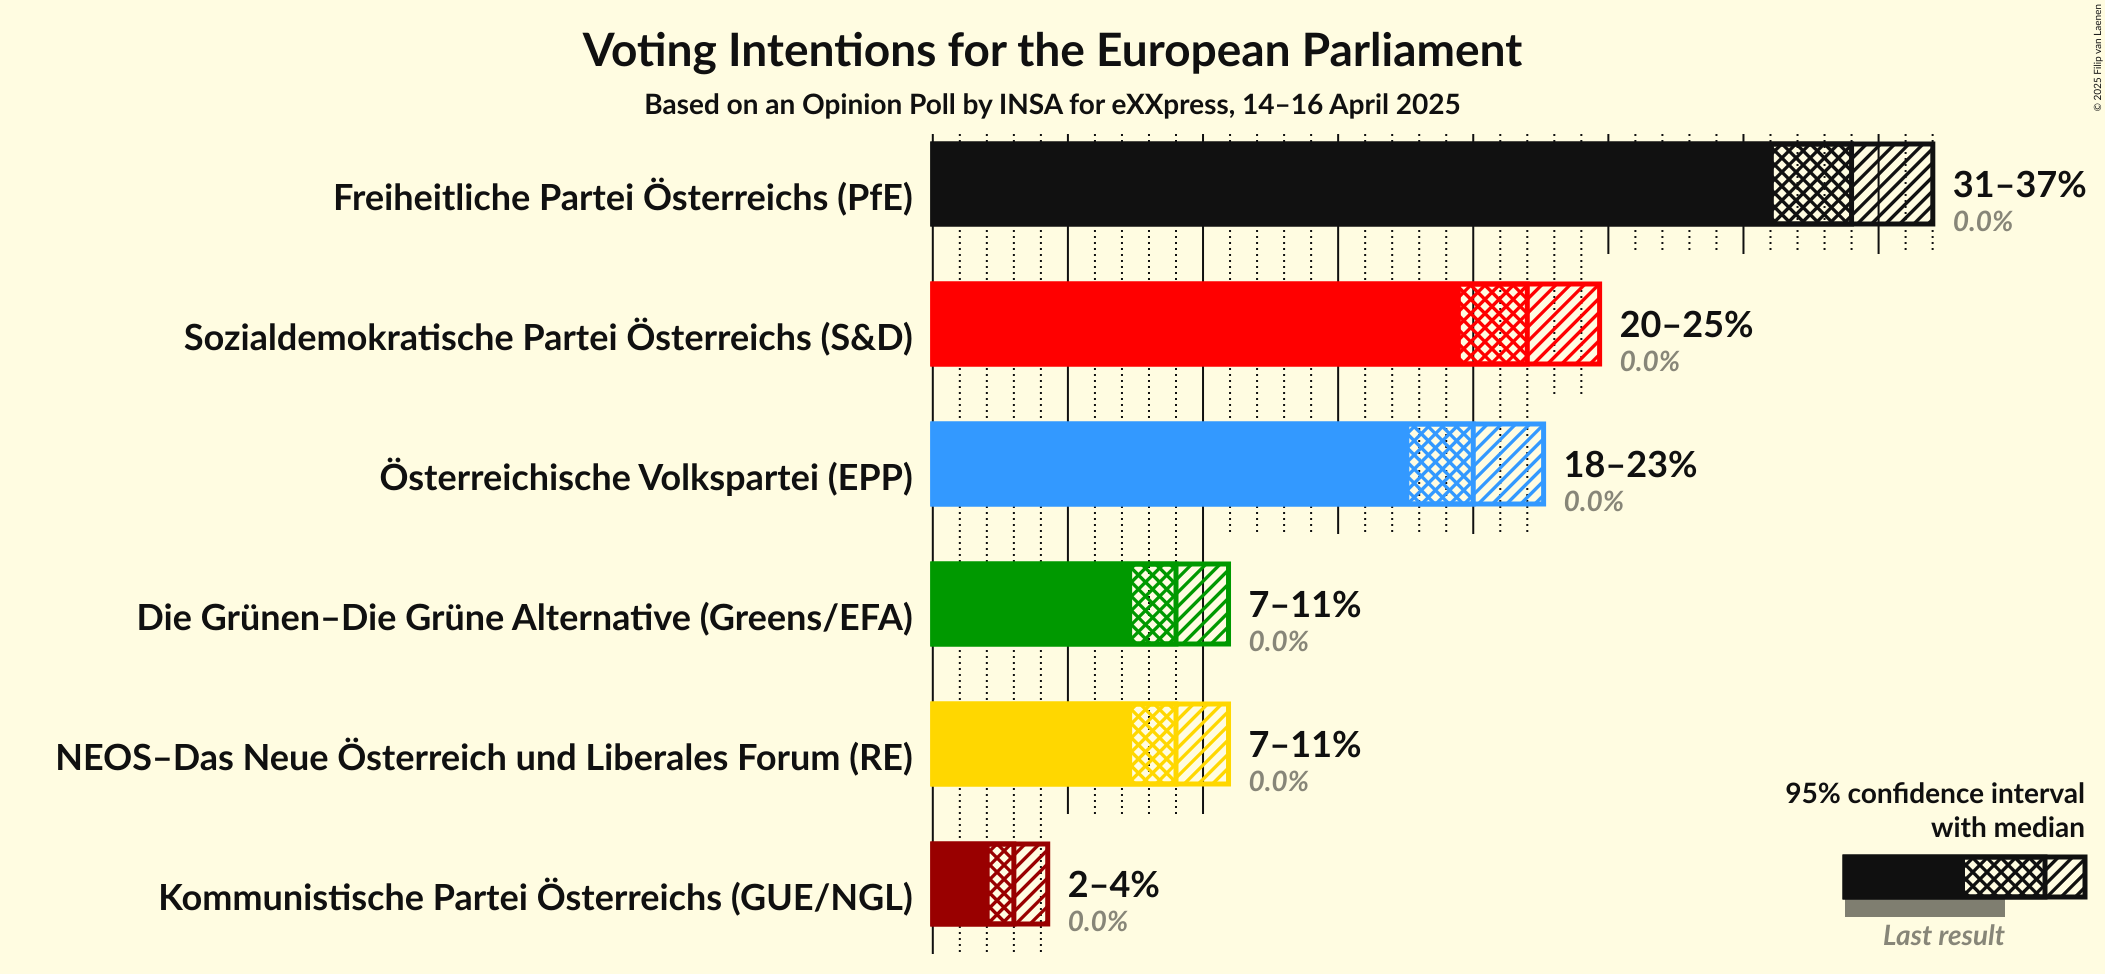 Voting Intentions for the European Parliament
Based on an Opinion Poll by INSA for eXXpress, 14–16 April 2025
© 2025 Filip van Laenen
Freiheitliche Partei Österreichs (PfE)
31–37%
0.0%
Sozialdemokratische Partei Österreichs (S&D)
20–25%
0.0%
Österreichische Volkspartei (EPP)
18–23%
0.0%
Die Grünen–Die Grüne Alternative (Greens/EFA)
7–11%
0.0%
NEOS–Das Neue Österreich und Liberales Forum (RE)
7–11%
0.0%
Kommunistische Partei Österreichs (GUE/NGL)
2–4%
0.0%
95% confidence interval
with median
Last result